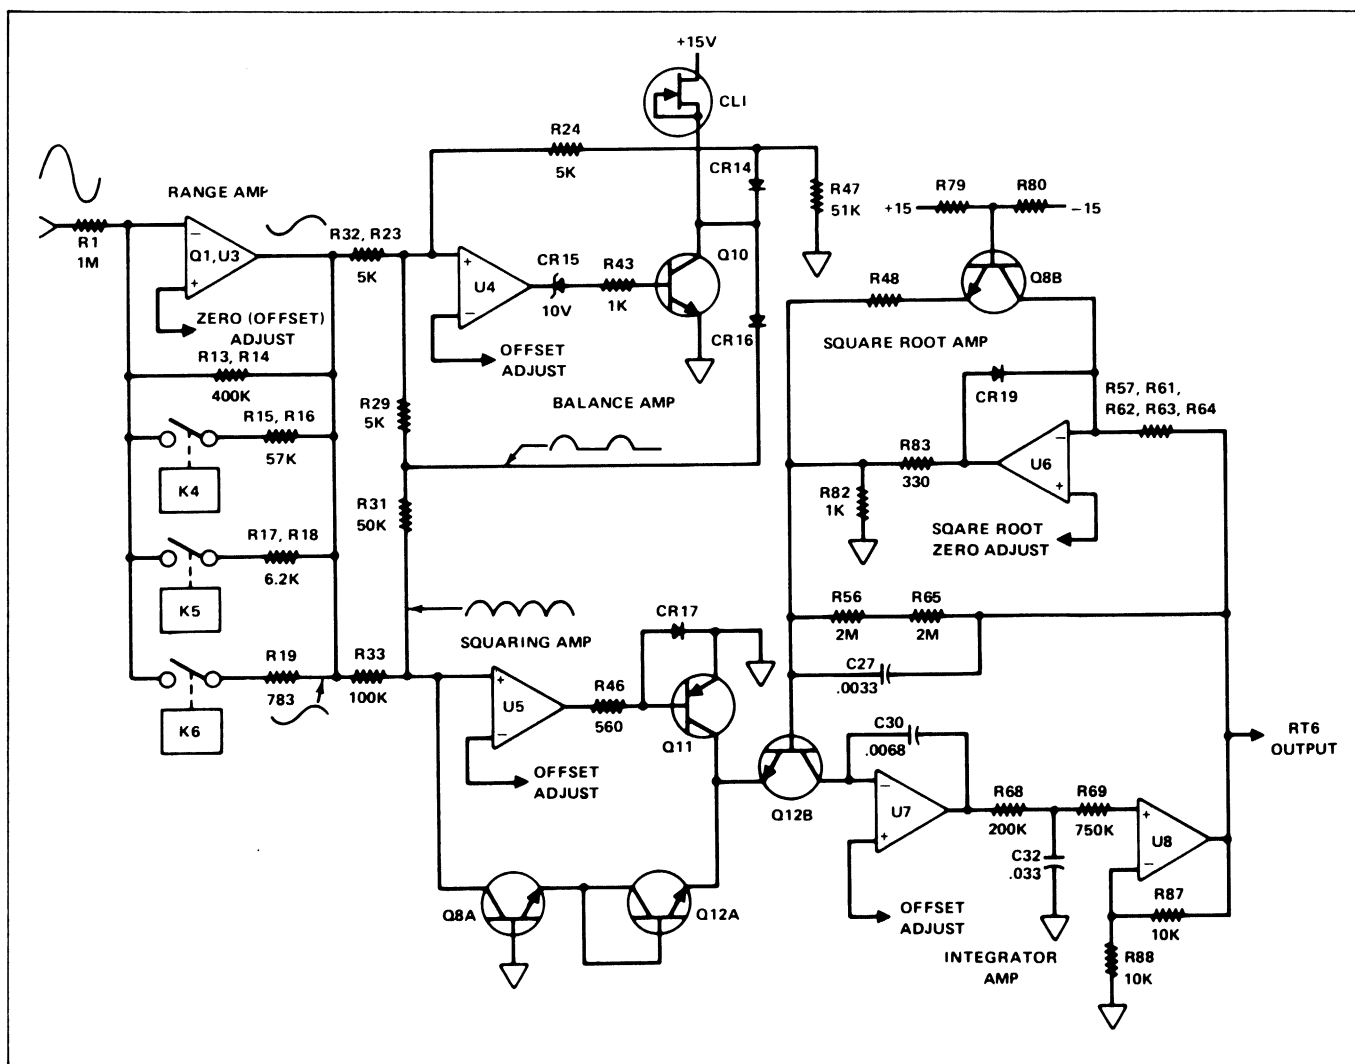 +15V
CLI
R24
5K
CR14
R47
51K
RANGE AMP
R1
1M
−
Q1, U3
+
R32, R23
5K
+
U4
−
CR15
10V
R43
1K
Q10
CR16
ZERO (OFFSET)
ADJUST
OFFSET
ADJUST
R13, R14
400K
R15, R16
57K
K4
R17, R18
6.2K
K5
R19
783
K6
R29
5K
BALANCE AMP
R31
50K
R33
100K
R79
R80
+15
−15
Q8B
R48
SQUARE ROOT AMP
CR19
R57, R61,
R62, R63, R64
−
U6
+
R83
330
R82
1K
SQARE ROOT
ZERO ADJUST
R56
2M
R65
2M
C27
.0033
SQUARING AMP
CR17
+
U5
−
R46
560
Q11
OFFSET
ADJUST
Q8A
Q12A
Q12B
C30
.0068
−
U7
+
R68
200K
R69
750K
C32
.033
+
U8
−
R87
10K
R88
10K
OFFSET
ADJUST
INTEGRATOR
AMP
RT6
OUTPUT